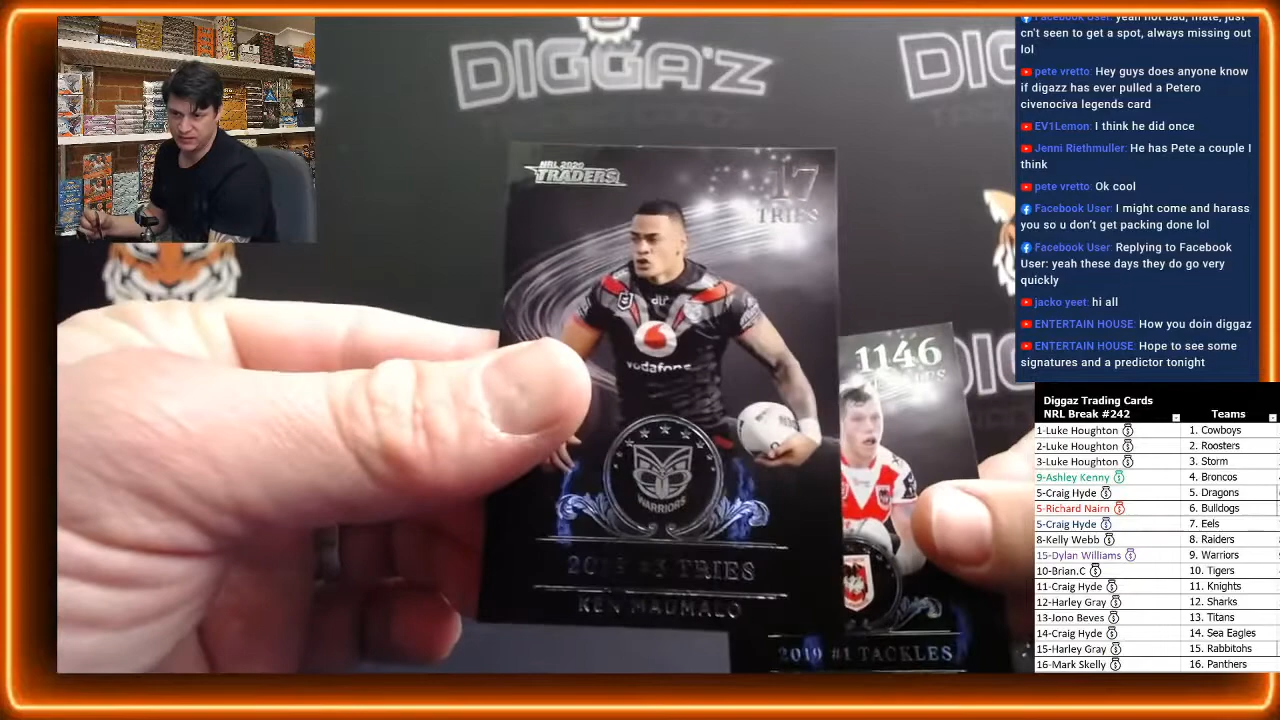 DIGGA'Z
Facebook User: yeah not bad, mate, just
cn't seen to get a spot, always missing out
lol
pete vretto: Hey guys does anyone know
if digazz has ever pulled a Petero
civenociva legends card
EV1Lemon: I think he did once
Jenni Riethmuller: He has Pete a couple I
think
pete vretto: Ok cool
Facebook User: I might come and harass
you so u don't get packing done lol
Facebook User: Replying to Facebook
User: yeah these days they do go very
quickly
jacko yeet: hi all
ENTERTAIN HOUSE: How you doin diggaz
ENTERTAIN HOUSE: Hope to see some
signatures and a predictor tonight
NRL 2020
TRADERS
17
TRIES
vodafone
WARRIORS
2019 #3 TRIES
KEN MAUMALO
1146
2019 #1 TACKLES
Diggaz Trading Cards
NRL Break #242 Teams
1-Luke Houghton 1. Cowboys
2-Luke Houghton 2. Roosters
3-Luke Houghton 3. Storm
9-Ashley Kenny 4. Broncos
5-Craig Hyde 5. Dragons
5-Richard Nairn 6. Bulldogs
5-Craig Hyde 7. Eels
8-Kelly Webb 8. Raiders
15-Dylan Williams 9. Warriors
10-Brian.C 10. Tigers
11-Craig Hyde 11. Knights
12-Harley Gray 12. Sharks
13-Jono Beves 13. Titans
14-Craig Hyde 14. Sea Eagles
15-Harley Gray 15. Rabbitohs
16-Mark Skelly 16. Panthers